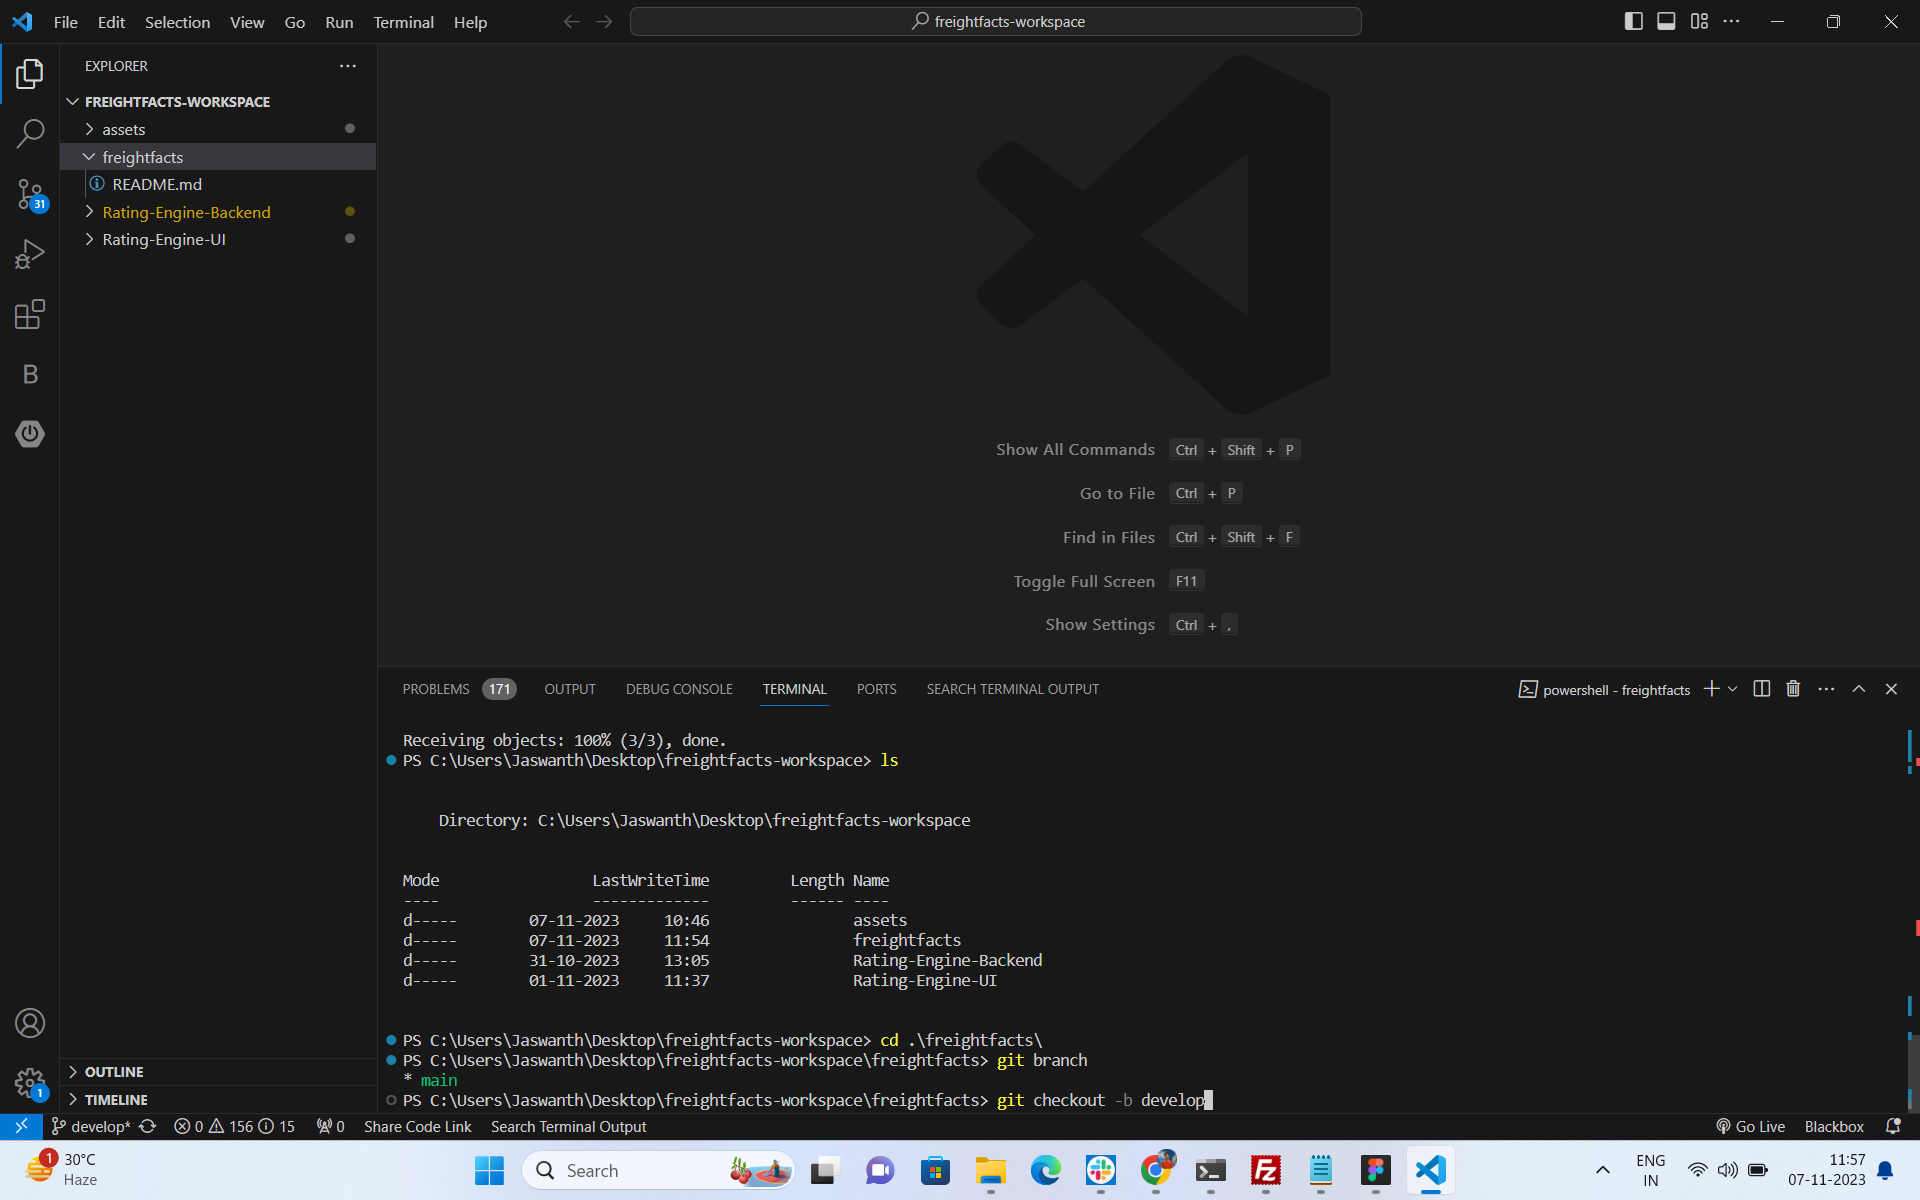 File Edit Selection View Go Run Terminal Help
freightfacts-workspace
EXPLORER
FREIGHTFACTS-WORKSPACE
assets
freightfacts
README.md
Rating-Engine-Backend
Rating-Engine-UI
31
B
Show All Commands Ctrl + Shift + P
Go to File Ctrl + P
Find in Files Ctrl + Shift + F
Toggle Full Screen F11
Show Settings Ctrl + ,
PROBLEMS 171 OUTPUT DEBUG CONSOLE TERMINAL PORTS SEARCH TERMINAL OUTPUT
powershell - freightfacts
Receiving objects: 100% (3/3), done.
PS C:\Users\Jaswanth\Desktop\freightfacts-workspace> ls
Directory: C:\Users\Jaswanth\Desktop\freightfacts-workspace
Mode LastWriteTime Length Name
---- ------------- ------ ----
d----- 07-11-2023 10:46 assets
d----- 07-11-2023 11:54 freightfacts
d----- 31-10-2023 13:05 Rating-Engine-Backend
d----- 01-11-2023 11:37 Rating-Engine-UI
PS C:\Users\Jaswanth\Desktop\freightfacts-workspace> cd .\freightfacts\
PS C:\Users\Jaswanth\Desktop\freightfacts-workspace\freightfacts> git branch
* main
PS C:\Users\Jaswanth\Desktop\freightfacts-workspace\freightfacts> git checkout -b develop
OUTLINE
TIMELINE
1
develop* 0 156 15 0 Share Code Link Search Terminal Output
Go Live Blackbox
1
30°C
Haze
Search
ENG
IN
11:57
07-11-2023